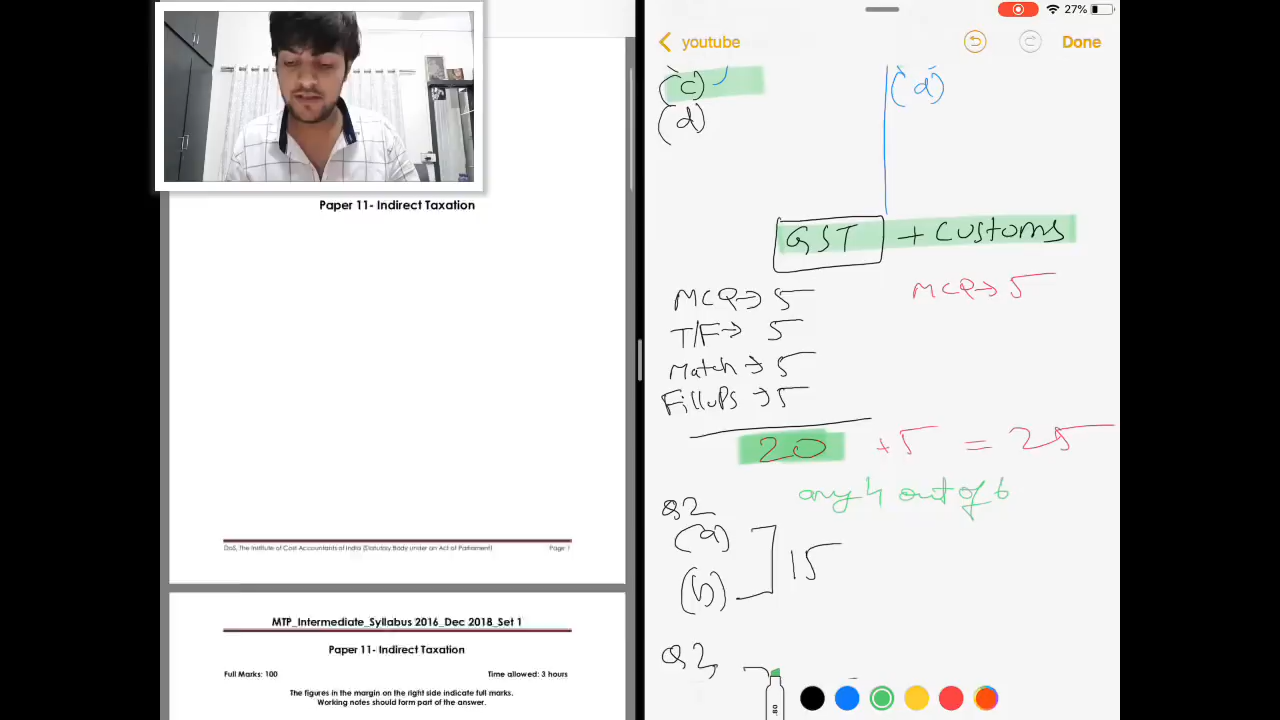 Paper 11- Indirect Taxation
DoS, The Institute of Cost Accountants of India (Statutory Body under an Act of Parliament)
Page 1
MTP_Intermediate_Syllabus 2016_Dec 2018_Set 1
Paper 11- Indirect Taxation
Full Marks: 100
Time allowed: 3 hours
The figures in the margin on the right side indicate full marks.
Working notes should form part of the answer.
27%
youtube
Done
(c)
(d)
(d)
GST + Customs
MCQ → 5
T/F → 5
Match → 5
Fillups → 5
MCQ → 5
20 +5 = 25
any 4 out of 6
Q2
(a)
(b)
15
Q2
80